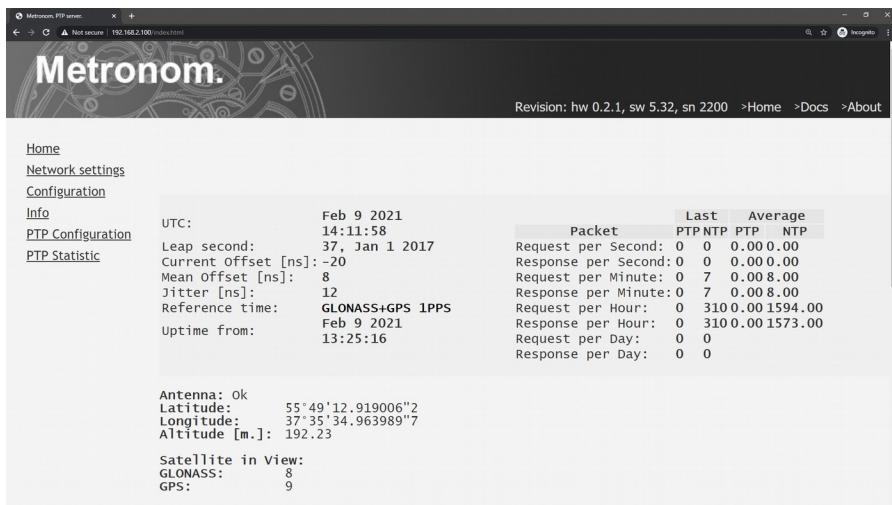 Metronom. PTP server.
Not secure | 192.168.2.100/index.html
Incognito
Metronom.
Revision: hw 0.2.1, sw 5.32, sn 2200 >Home >Docs >About
Home
Network settings
Configuration
Info
PTP Configuration
PTP Statistic
UTC: Feb 9 2021
14:11:58
Leap second: 37, Jan 1 2017
Current Offset [ns]: -20
Mean Offset [ns]: 8
Jitter [ns]: 12
Reference time: GLONASS+GPS 1PPS
Uptime from: Feb 9 2021
13:25:16
Last Average
Packet PTP NTP PTP NTP
Request per Second: 0 0 0.00 0.00
Response per Second: 0 0 0.00 0.00
Request per Minute: 0 7 0.00 8.00
Response per Minute: 0 7 0.00 8.00
Request per Hour: 0 310 0.00 1594.00
Response per Hour: 0 310 0.00 1573.00
Request per Day: 0 0
Response per Day: 0 0
Antenna: Ok
Latitude: 55°49'12.919006"2
Longitude: 37°35'34.963989"7
Altitude [m.]: 192.23
Satellite in View:
GLONASS: 8
GPS: 9